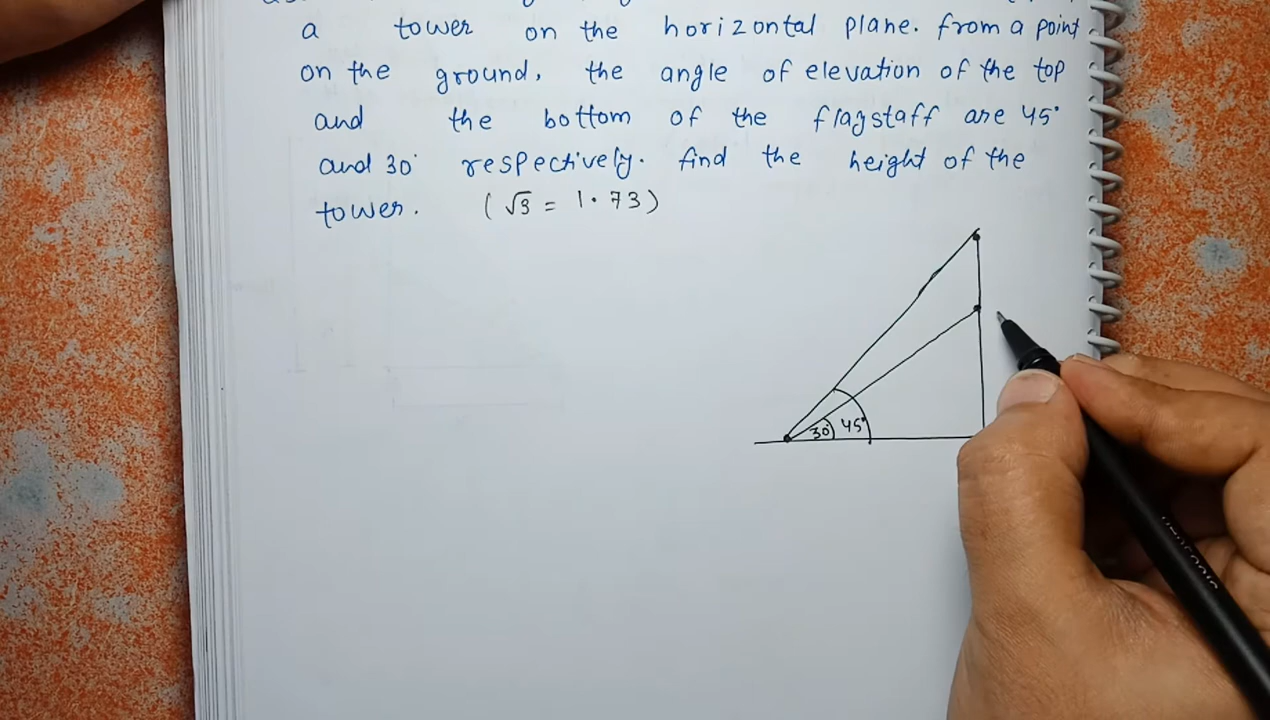 a tower on the horizontal plane. from a point
on the ground, the angle of elevation of the top
and the bottom of the flagstaff are 45°
and 30° respectively. find the height of the
tower. (√3 = 1.73)
30° 45°